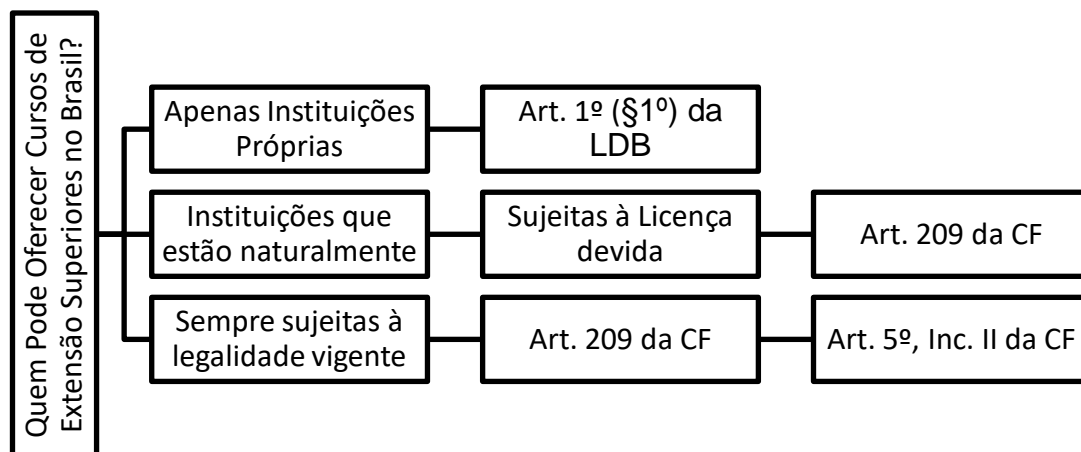 Quem Pode Oferecer Cursos de
Extensão Superiores no Brasil?
Apenas Instituições
Próprias
Art. 1º (§1º) da
LDB
Instituições que
estão naturalmente
Sujeitas à Licença
devida
Art. 209 da CF
Sempre sujeitas à
legalidade vigente
Art. 209 da CF
Art. 5º, Inc. II da CF